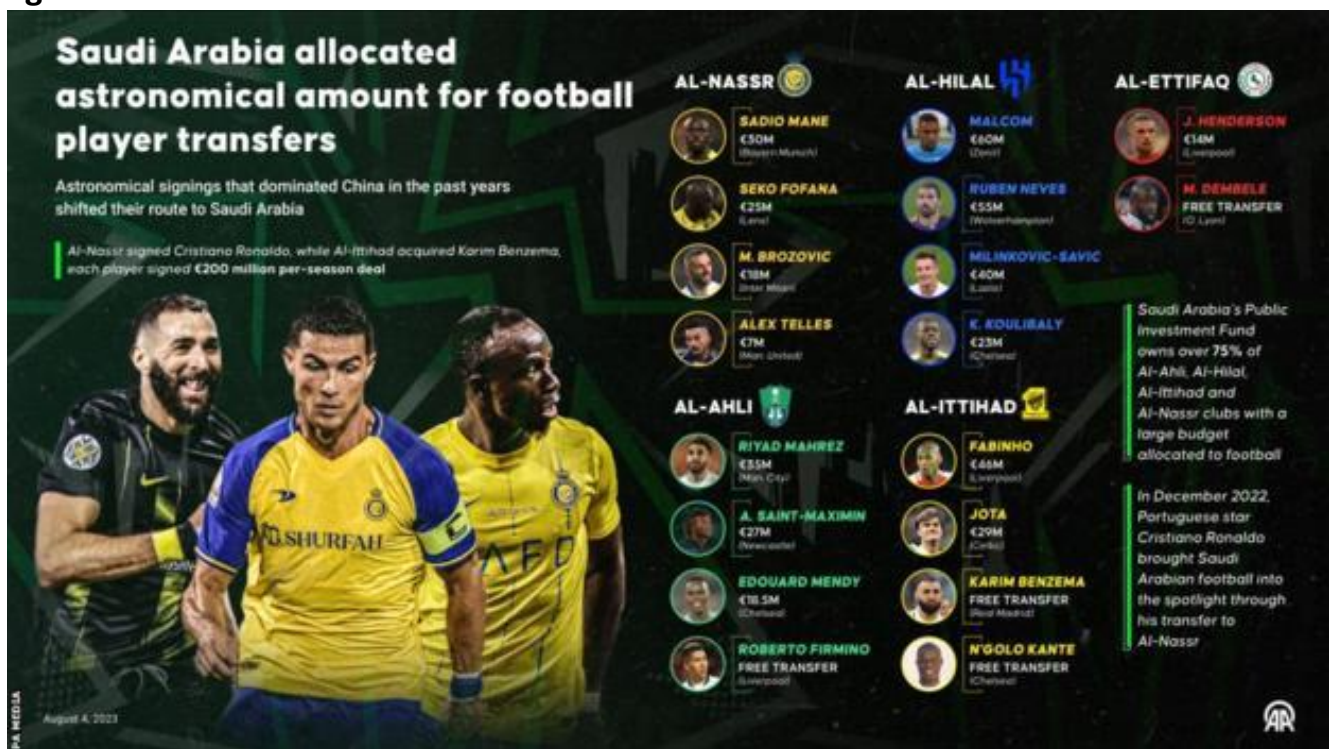 Saudi Arabia allocated
astronomical amount for football
player transfers
Astronomical signings that dominated China in the past years
shifted their route to Saudi Arabia
Al-Nassr signed Cristiano Ronaldo, while Al-Ittihad acquired Karim Benzema,
each player signed €200 million per-season deal
AL-NASSR
SADIO MANE
€30M
(Bayern Munich)
SEKO FOFANA
€25M
(Lens)
M. BROZOVIC
€18M
(Inter Milan)
ALEX TELLES
€7M
(Man. United)
AL-HILAL
MALCOM
€60M
(Zenit)
RUBEN NEVES
€55M
(Wolverhampton)
MILINKOVIC-SAVIC
€40M
(Lazio)
K. KOULIBALY
€23M
(Chelsea)
AL-ETTIFAQ
J. HENDERSON
€14M
(Liverpool)
M. DEMBELE
FREE TRANSFER
(O. Lyon)
AL-AHLI
RIYAD MAHREZ
€35M
(Man. City)
A. SAINT-MAXIMIN
€27M
(Newcastle)
EDOUARD MENDY
€18.5M
(Chelsea)
ROBERTO FIRMINO
FREE TRANSFER
(Liverpool)
AL-ITTIHAD
FABINHO
€46M
(Liverpool)
JOTA
€29M
(Celtic)
KARIM BENZEMA
FREE TRANSFER
(Real Madrid)
N'GOLO KANTE
FREE TRANSFER
(Chelsea)
Saudi Arabia's Public
Investment Fund
owns over 75% of
Al-Ahli, Al-Hilal,
Al-Ittihad and
Al-Nassr clubs with a
large budget
allocated to football
In December 2022,
Portuguese star
Cristiano Ronaldo
brought Saudi
Arabian football into
the spotlight through
his transfer to
Al-Nassr
SHURFAH
AFD
PA MEDIA
August 4, 2023
AA